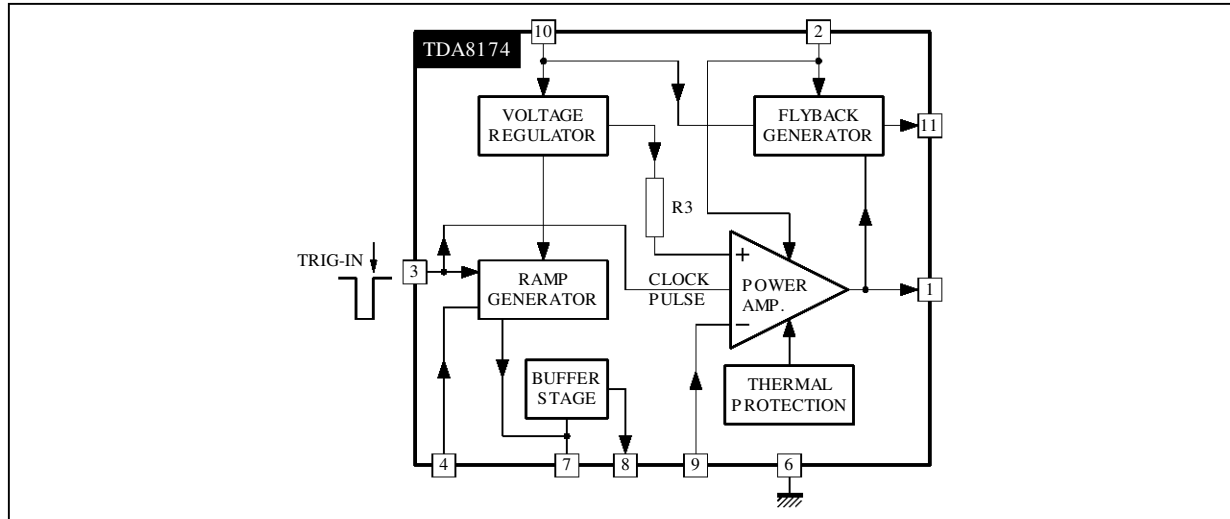 10
2
TDA8174
VOLTAGE
REGULATOR
FLYBACK
GENERATOR
11
R3
TRIG-IN
3
RAMP
GENERATOR
CLOCK
PULSE
+
POWER
AMP.
−
1
BUFFER
STAGE
THERMAL
PROTECTION
4
7
8
9
6